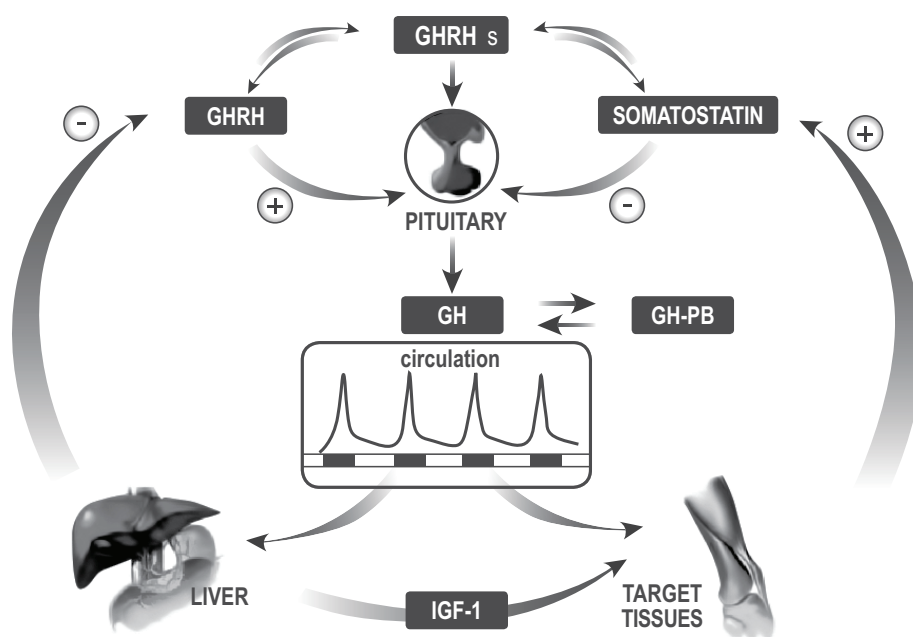 GHRH S
GHRH
SOMATOSTATIN
-
+
+
-
PITUITARY
GH
GH-PB
circulation
LIVER
IGF-1
TARGET
TISSUES